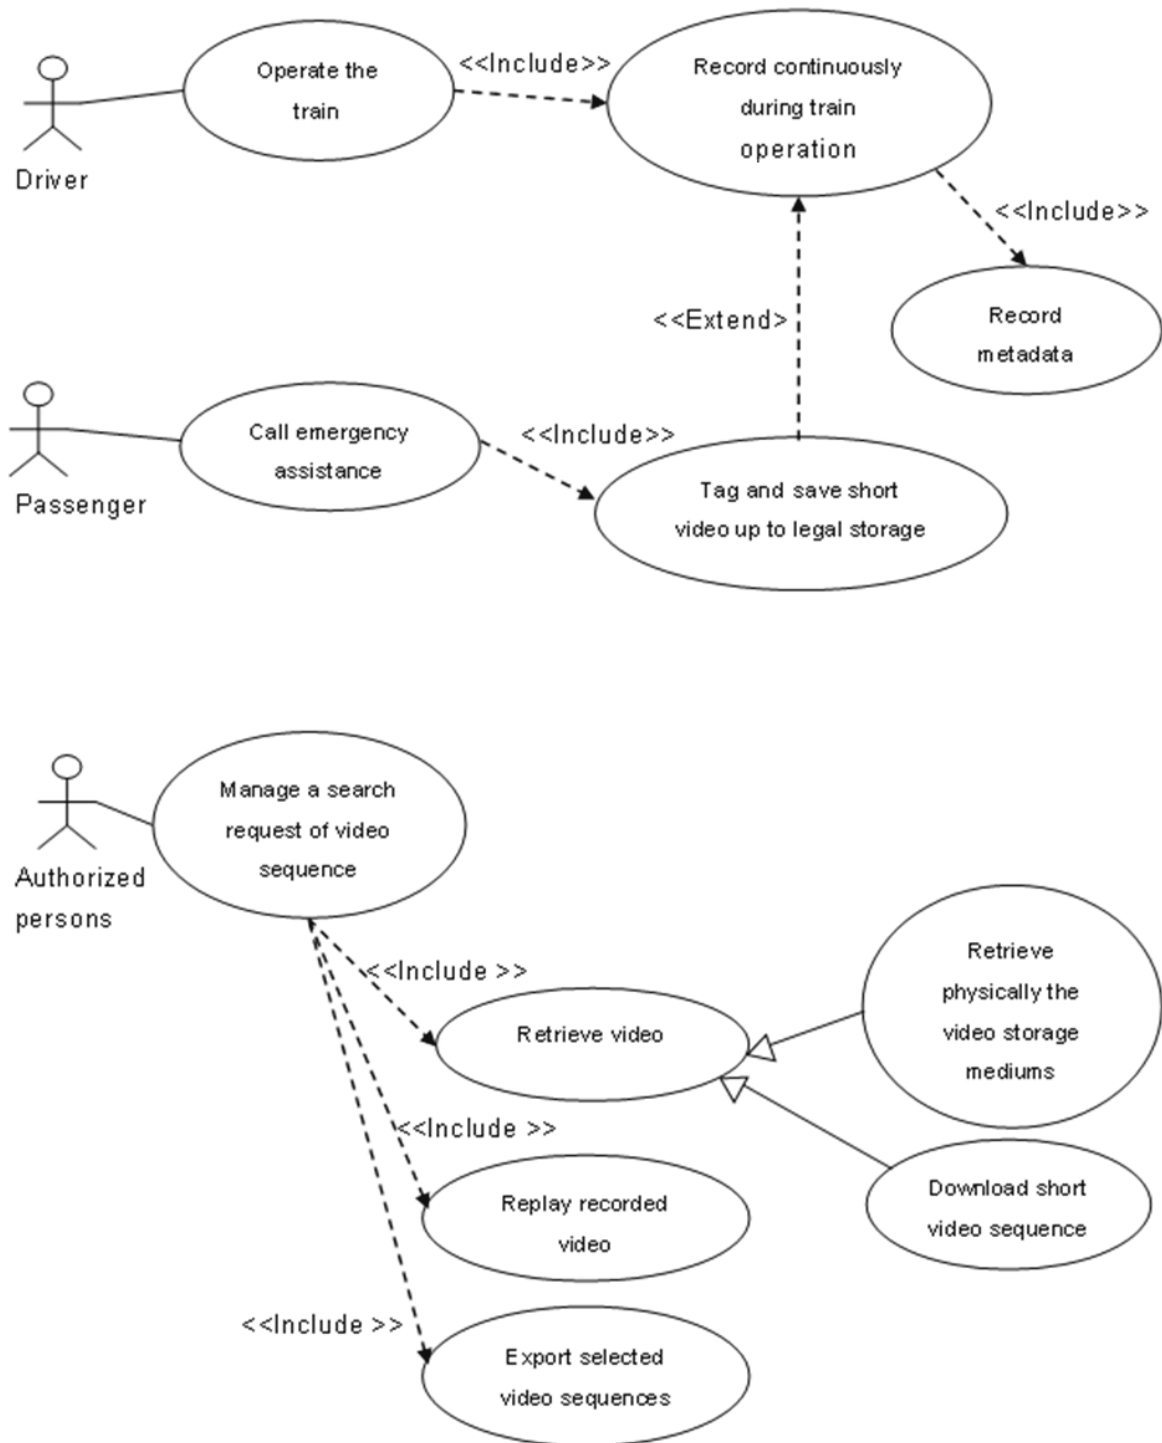 Operate the
train
<<Include>>
Record continuously
during train
operation
Driver
<<Include>>
Record
metadata
<<Extend>
Call emergency
assistance
<<Include>>
Passenger
Tag and save short
video up to legal storage
Manage a search
request of video
sequence
Authorized
persons
<<Include >>
Retrieve video
Retrieve
physically the
video storage
mediums
<<Include >>
Replay recorded
video
Download short
video sequence
<<Include >>
Export selected
video sequences